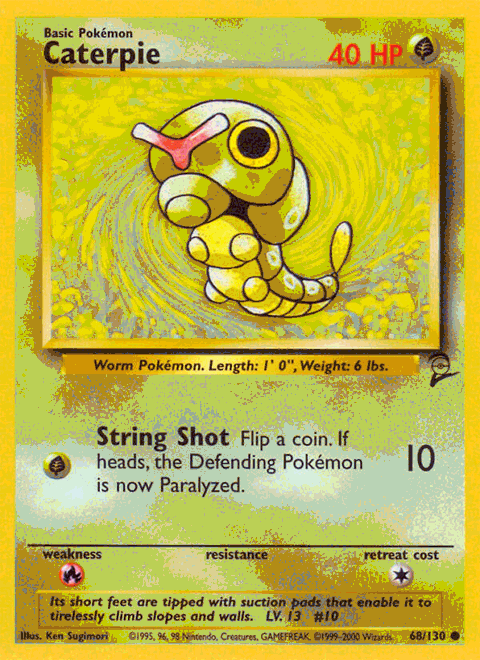 Basic Pokémon
Caterpie 40 HP
Worm Pokémon. Length: 1' 0", Weight: 6 lbs.
String Shot Flip a coin. If
heads, the Defending Pokémon 10
is now Paralyzed.
weakness resistance retreat cost
Its short feet are tipped with suction pads that enable it to
tirelessly climb slopes and walls. LV. 13 #10
Illus. Ken Sugimori ©1995, 96, 98 Nintendo, Creatures, GAMEFREAK. ©1999-2000 Wizards. 68/130